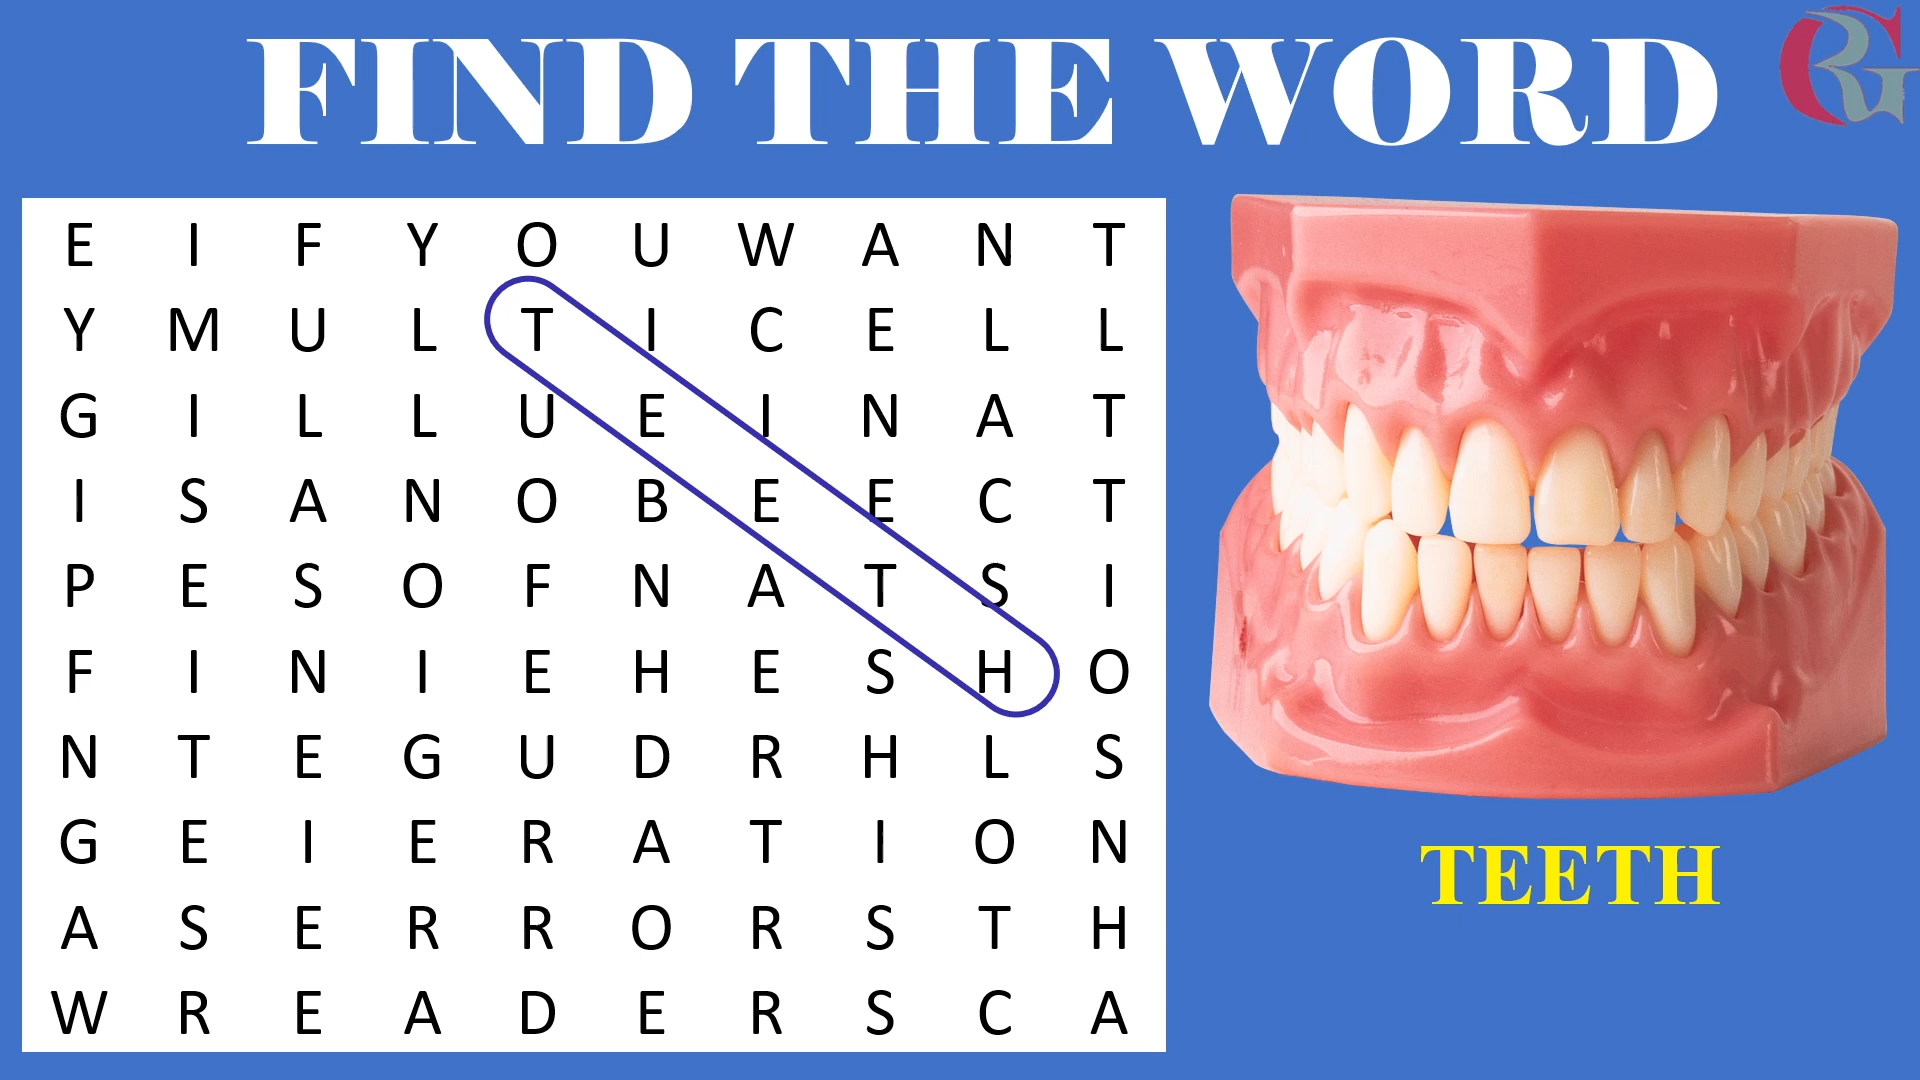 FIND THE WORD
E I F Y O U W A N T
Y M U L T I C E L L
G I L L U E I N A T
I S A N O B E E C T
P E S O F N A T S I
F I N I E H E S H O
N T E G U D R H L S
G E I E R A T I O N
A S E R R O R S T H
W R E A D E R S C A
TEETH